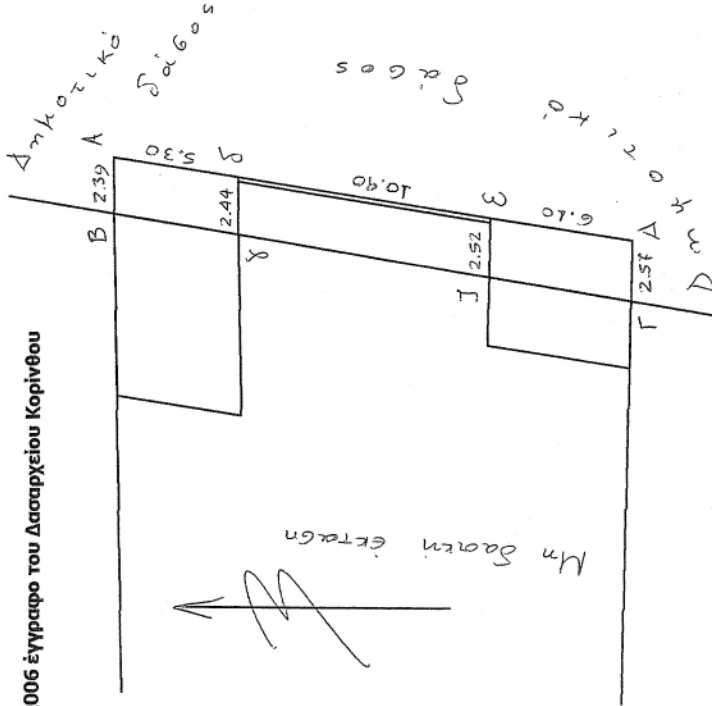 006 έγγραφο του Δασαρχείου Κορίνθου
Δημοτικό
δάσος
Α
5.30
2.39
Β
δ
2.44
γ
10.90
δάσος
Δημοτικό
ω
2.52
6.10
Δ
2.57
Γ
Μη δασική έκταση